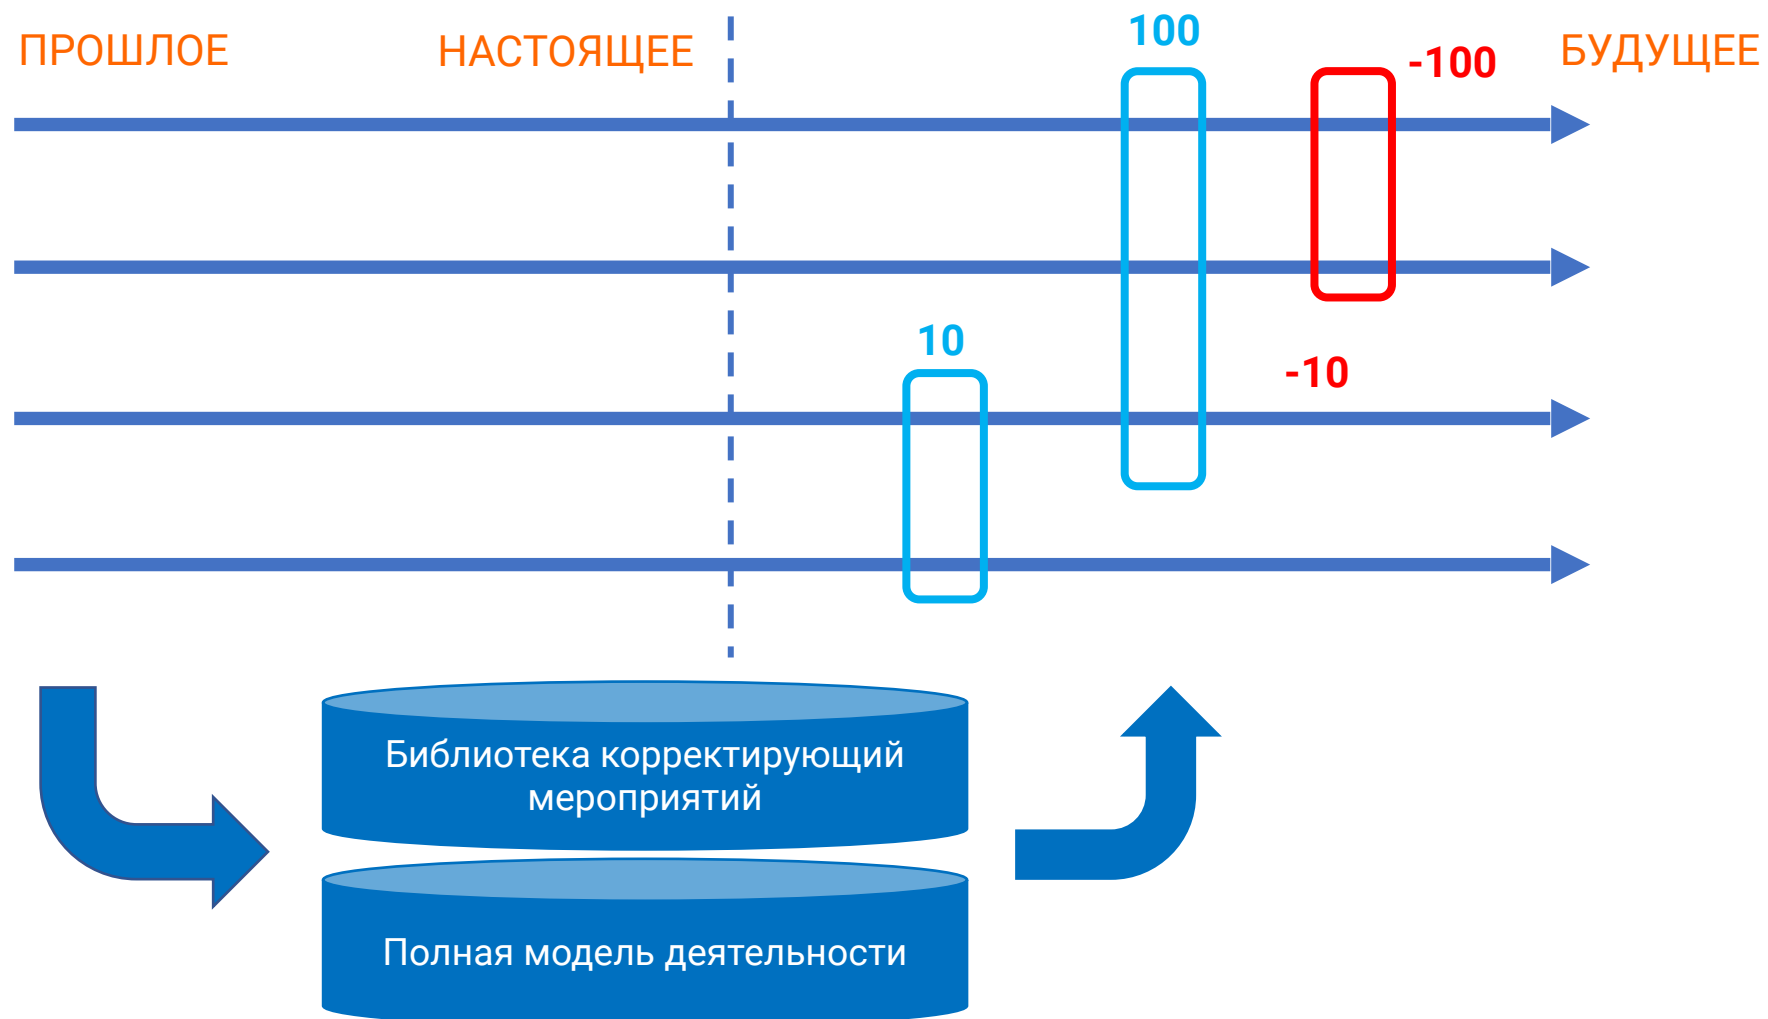 ПРОШЛОЕ
НАСТОЯЩЕЕ
100
-100
БУДУЩЕЕ
10
-10
Библиотека корректирующий
мероприятий
Полная модель деятельности